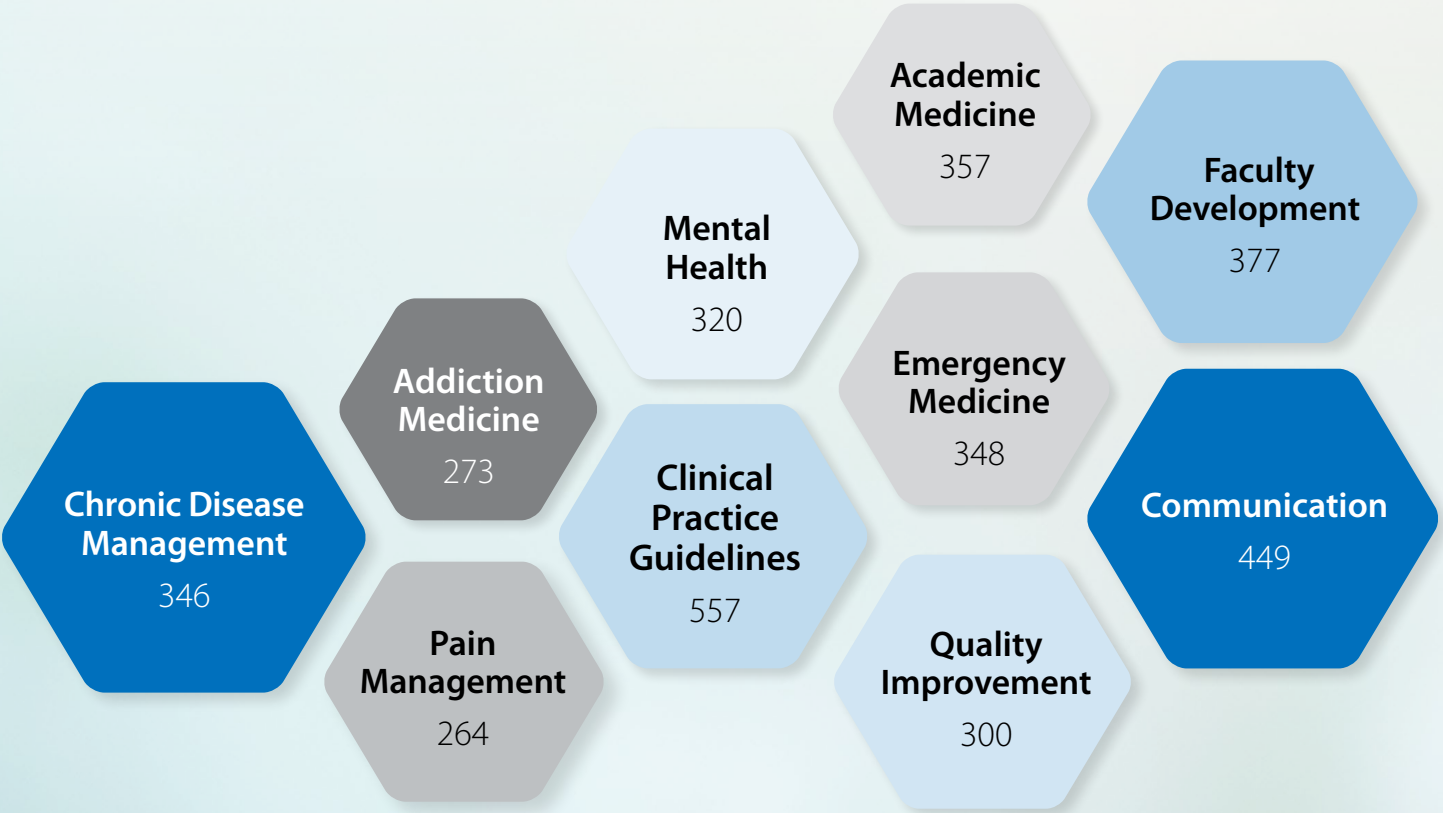 Academic
Medicine
357
Faculty
Development
377
Mental
Health
320
Addiction
Medicine
273
Emergency
Medicine
348
Chronic Disease
Management
346
Clinical
Practice
Guidelines
557
Communication
449
Pain
Management
264
Quality
Improvement
300